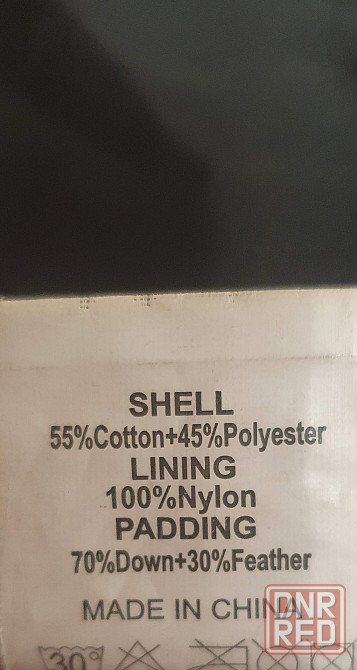 SHELL
55%Cotton+45%Polyester
LINING
100%Nylon
PADDING
70%Down+30%Feather
MADE IN CHINA
30°
DNR
RED